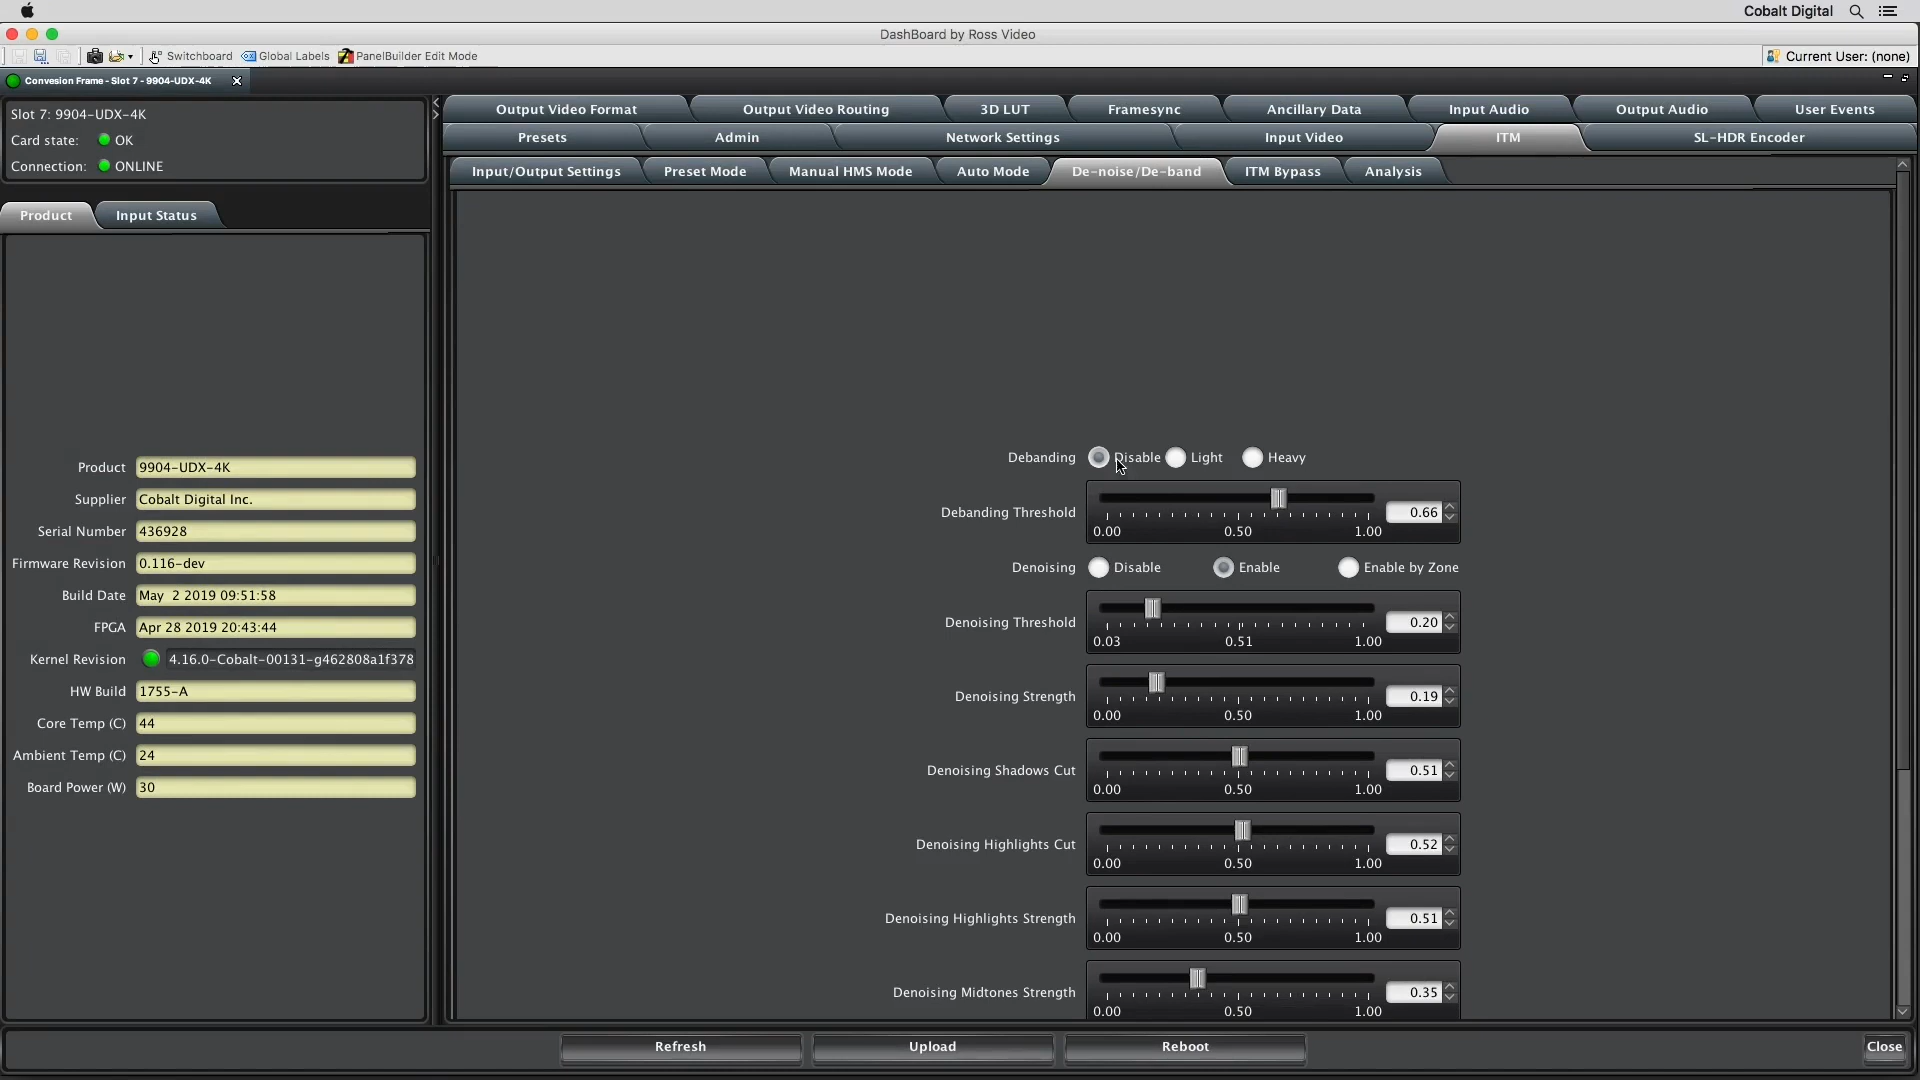 Cobalt Digital
DashBoard by Ross Video
Switchboard
Global Labels
PanelBuilder Edit Mode
Current User: (none)
Convesion Frame - Slot 7 - 9904-UDX-4K
Slot 7: 9904-UDX-4K
Card state: OK
Connection: ONLINE
Product
Input Status
Product 9904-UDX-4K
Supplier Cobalt Digital Inc.
Serial Number 436928
Firmware Revision 0.116-dev
Build Date May 2 2019 09:51:58
FPGA Apr 28 2019 20:43:44
Kernel Revision 4.16.0-Cobalt-00131-g462808a1f378
HW Build 1755-A
Core Temp (C) 44
Ambient Temp (C) 24
Board Power (W) 30
Output Video Format Output Video Routing 3D LUT Framesync Ancillary Data Input Audio Output Audio User Events
Presets Admin Network Settings Input Video ITM SL-HDR Encoder
Input/Output Settings Preset Mode Manual HMS Mode Auto Mode De-noise/De-band ITM Bypass Analysis
Debanding Disable Light Heavy
Debanding Threshold 0.66
0.00 0.50 1.00
Denoising Disable Enable Enable by Zone
Denoising Threshold 0.20
0.03 0.51 1.00
Denoising Strength 0.19
0.00 0.50 1.00
Denoising Shadows Cut 0.51
0.00 0.50 1.00
Denoising Highlights Cut 0.52
0.00 0.50 1.00
Denoising Highlights Strength 0.51
0.00 0.50 1.00
Denoising Midtones Strength 0.35
0.00 0.50 1.00
Refresh Upload Reboot Close